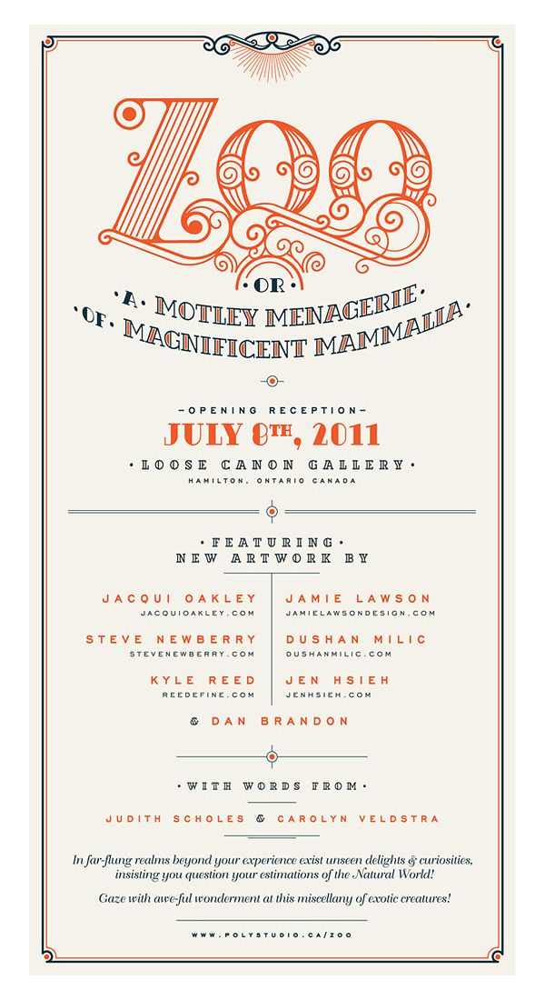 Zoo
• OR •
• A • MOTLEY MENAGERIE •
• OF • MAGNIFICENT MAMMALIA •
–OPENING RECEPTION–
JULY 8TH, 2011
• LOOSE CANON GALLERY •
HAMILTON, ONTARIO CANADA
• FEATURING •
NEW ARTWORK BY
JACQUI OAKLEY
JACQUIOAKLEY.COM
JAMIE LAWSON
JAMIELAWSONDESIGN.COM
STEVE NEWBERRY
STEVENEWBERRY.COM
DUSHAN MILIC
DUSHANMILIC.COM
KYLE REED
REEDEFINE.COM
JEN HSIEH
JENHSIEH.COM
& DAN BRANDON
• WITH WORDS FROM •
JUDITH SCHOLES & CAROLYN VELDSTRA
In far-flung realms beyond your experience exist unseen delights & curiosities,
insisting you question your estimations of the Natural World!
Gaze with awe-ful wonderment at this miscellany of exotic creatures!
WWW.POLYSTUDIO.CA/ZOO